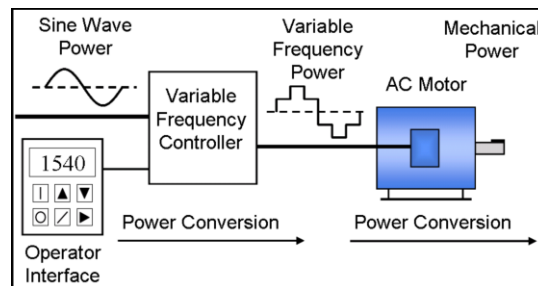 Sine Wave
Power
Variable
Frequency
Power
Mechanical
Power
AC Motor
Variable
Frequency
Controller
1540
Operator
Interface
Power Conversion
Power Conversion